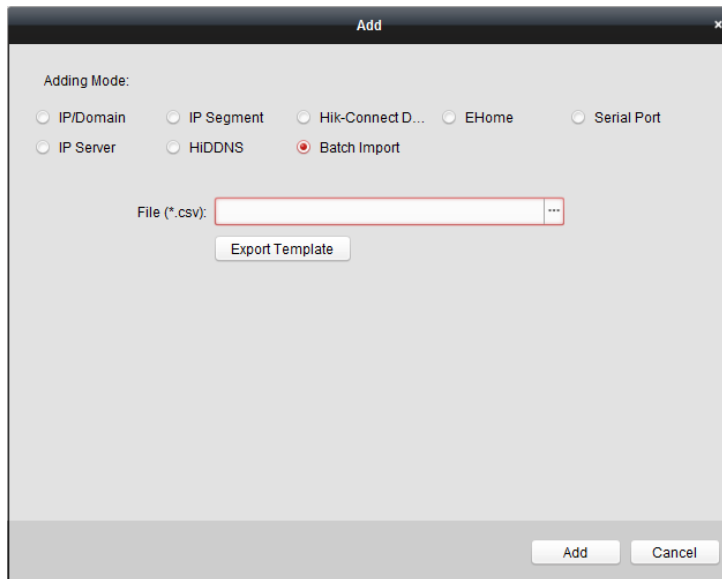 Add
Adding Mode:
IP/Domain IP Segment Hik-Connect D... EHome Serial Port
IP Server HiDDNS Batch Import
File (*.csv): ...
Export Template
Add Cancel